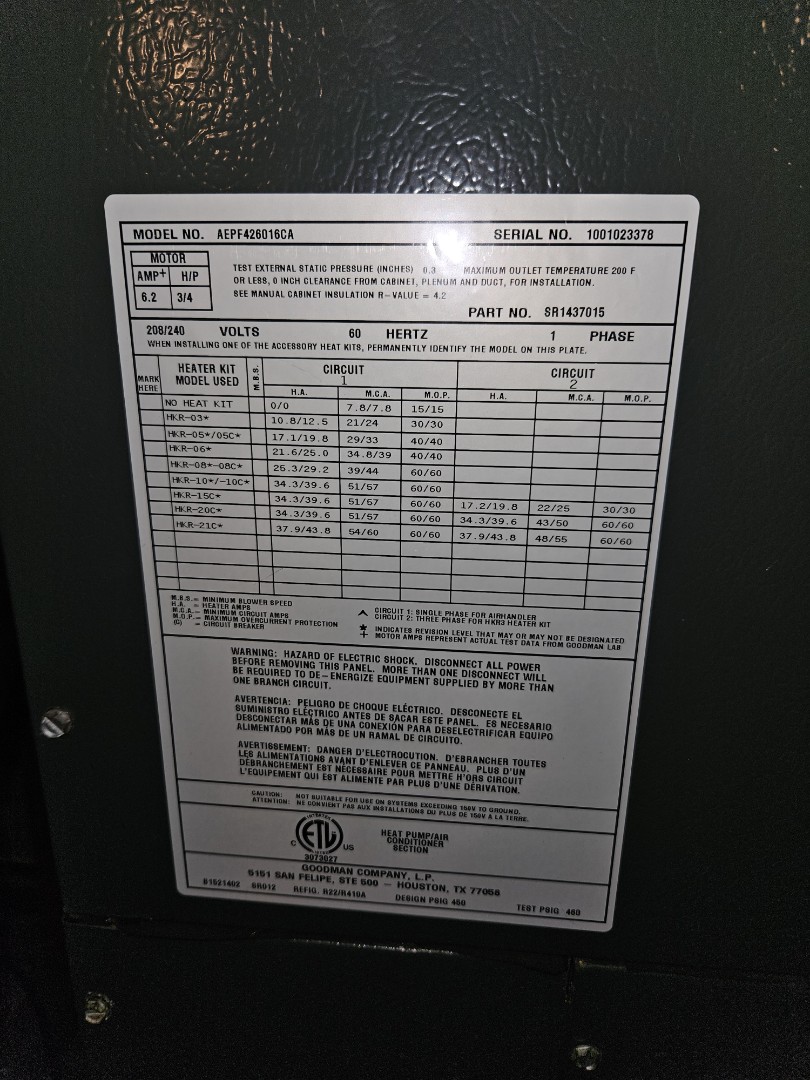 MODEL NO. AEPF426016CA SERIAL NO. 1001023378
MOTOR
AMP+ H/P
6.2 3/4
TEST EXTERNAL STATIC PRESSURE (INCHES) 0.3 MAXIMUM OUTLET TEMPERATURE 200 F
OR LESS, 0 INCH CLEARANCE FROM CABINET, PLENUM AND DUCT, FOR INSTALLATION.
SEE MANUAL CABINET INSULATION R-VALUE = 4.2
PART NO. SR1437015
208/240 VOLTS 60 HERTZ 1 PHASE
WHEN INSTALLING ONE OF THE ACCESSORY HEAT KITS, PERMANENTLY IDENTIFY THE MODEL ON THIS PLATE.
MARK HERE HEATER KIT MODEL USED M.B.S. CIRCUIT 1 CIRCUIT 2
H.A. M.C.A. M.O.P. H.A. M.C.A. M.O.P.
NO HEAT KIT 0/0 7.8/7.8 15/15
HKR-03* 10.8/12.5 21/24 30/30
HKR-05*/05C* 17.1/19.8 29/33 40/40
HKR-06* 21.6/25.0 34.8/39 40/40
HKR-08*-08C* 25.3/29.2 39/44 60/60
HKR-10*/-10C* 34.3/39.6 51/57 60/60
HKR-15C* 34.3/39.6 51/57 60/60 17.2/19.8 22/25 30/30
HKR-20C* 34.3/39.6 51/57 60/60 34.3/39.6 43/50 60/60
HKR-21C* 37.9/43.8 54/60 60/60 37.9/43.8 48/55 60/60
M.B.S.- MINIMUM BLOWER SPEED
H.A. - HEATER AMPS
M.C.A.- MINIMUM CIRCUIT AMPS
M.O.P.- MAXIMUM OVERCURRENT PROTECTION
(C) - CIRCUIT BREAKER
CIRCUIT 1: SINGLE PHASE FOR AIRHANDLER
CIRCUIT 2: THREE PHASE FOR HKR3 HEATER KIT
* INDICATES REVISION LEVEL THAT MAY OR MAY NOT BE DESIGNATED
+ MOTOR AMPS REPRESENT ACTUAL TEST DATA FROM GOODMAN LAB
WARNING: HAZARD OF ELECTRIC SHOCK. DISCONNECT ALL POWER
BEFORE REMOVING THIS PANEL. MORE THAN ONE DISCONNECT WILL
BE REQUIRED TO DE-ENERGIZE EQUIPMENT SUPPLIED BY MORE THAN
ONE BRANCH CIRCUIT.
AVERTENCIA: PELIGRO DE CHOQUE ELÉCTRICO. DESCONECTE EL
SUMINISTRO ELÉCTRICO ANTES DE SACAR ESTE PANEL. ES NECESARIO
DESCONECTAR MÁS DE UNA CONEXIÓN PARA DESELECTRIFICAR EQUIPO
ALIMENTADO POR MÁS DE UN RAMAL DE CIRCUITO.
AVERTISSEMENT: DANGER D'ELECTROCUTION. D'EBRANCHER TOUTES
LES ALIMENTATIONS AVANT D'ENLEVER CE PANNEAU. PLUS D'UN
DÉBRANCHEMENT EST NÉCESSAIRE POUR METTRE H'ORS CIRCUIT
L'EQUIPEMENT QUI EST ALIMENTE PAR PLUS D'UNE DÉRIVATION.
CAUTION: NOT SUITABLE FOR USE ON SYSTEMS EXCEEDING 150V TO GROUND.
ATTENTION: NE CONVIENT PAS AUX INSTALLATIONS DU PLUS DE 150V A LA TERRE.
INTERTEK
C ETL US
3073027
HEAT PUMP/AIR
CONDITIONER
SECTION
GOODMAN COMPANY, L.P.
5151 SAN FELIPE, STE 500 - HOUSTON, TX 77056
B1521402 SR012 REFIG. R22/R410A DESIGN PSIG 450 TEST PSIG 450